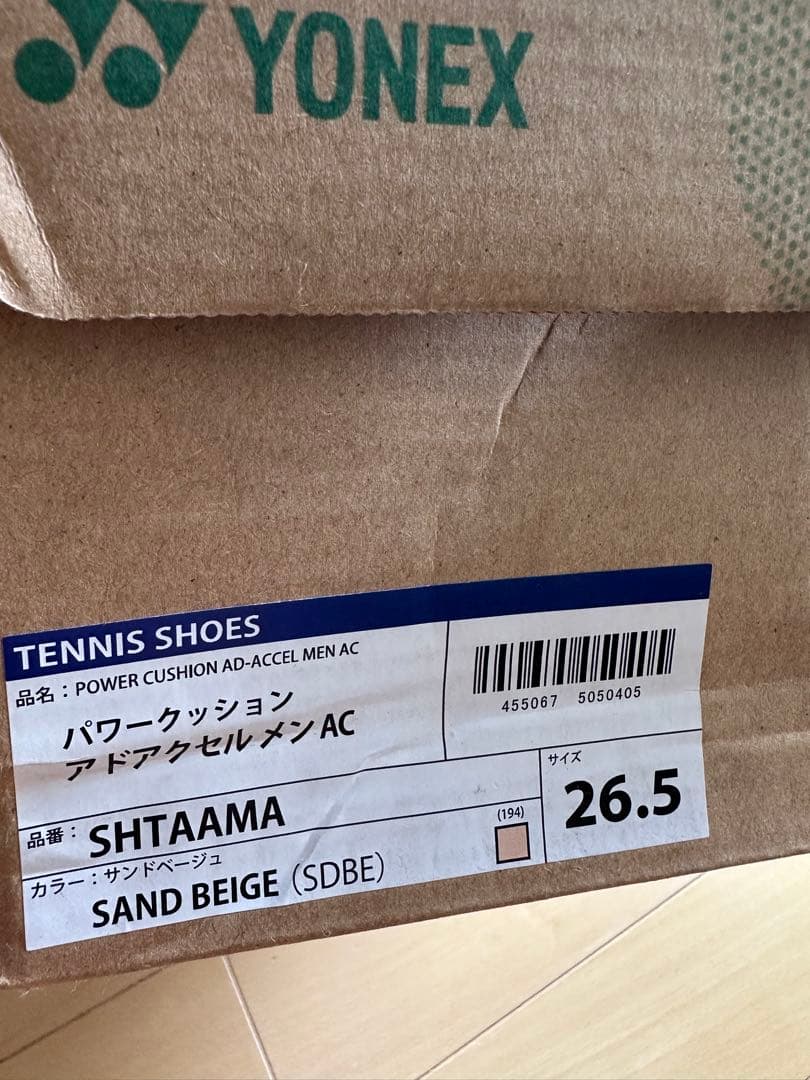 YONEX
TENNIS SHOES
品名：POWER CUSHION AD-ACCEL MEN AC
パワークッション
アドアクセル メン AC
455067 5050405
品番：SHTAAMA
カラー：サンドベージュ
SAND BEIGE（SDBE）
(194)
サイズ
26.5